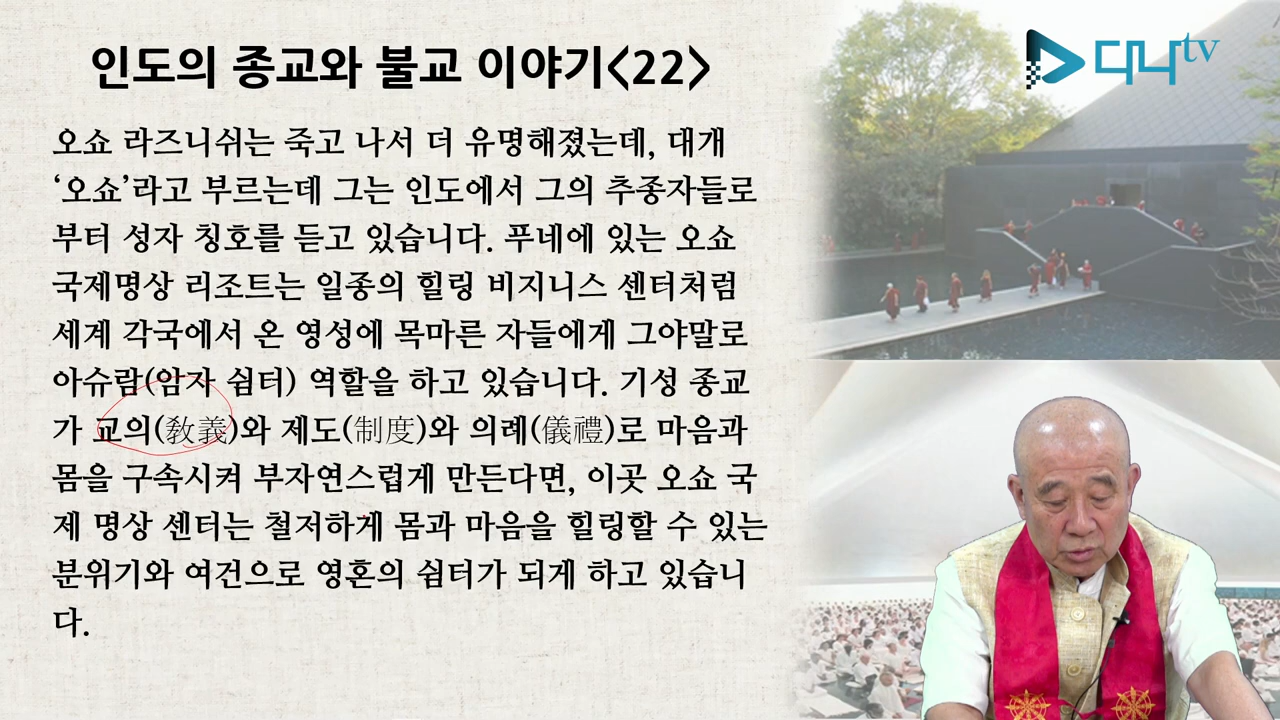 인도의 종교와 불교 이야기<22>
오쇼 라즈니쉬는 죽고 나서 더 유명해졌는데, 대개
‘오쇼’라고 부르는데 그는 인도에서 그의 추종자들로
부터 성자 칭호를 듣고 있습니다. 푸네에 있는 오쇼
국제명상 리조트는 일종의 힐링 비지니스 센터처럼
세계 각국에서 온 영성에 목마른 자들에게 그야말로
아슈람(암자 쉼터) 역할을 하고 있습니다. 기성 종교
가 교의(敎義)와 제도(制度)와 의례(儀禮)로 마음과
몸을 구속시켜 부자연스럽게 만든다면, 이곳 오쇼 국
제 명상 센터는 철저하게 몸과 마음을 힐링할 수 있는
분위기와 여건으로 영혼의 쉼터가 되게 하고 있습니
다.
다나tv